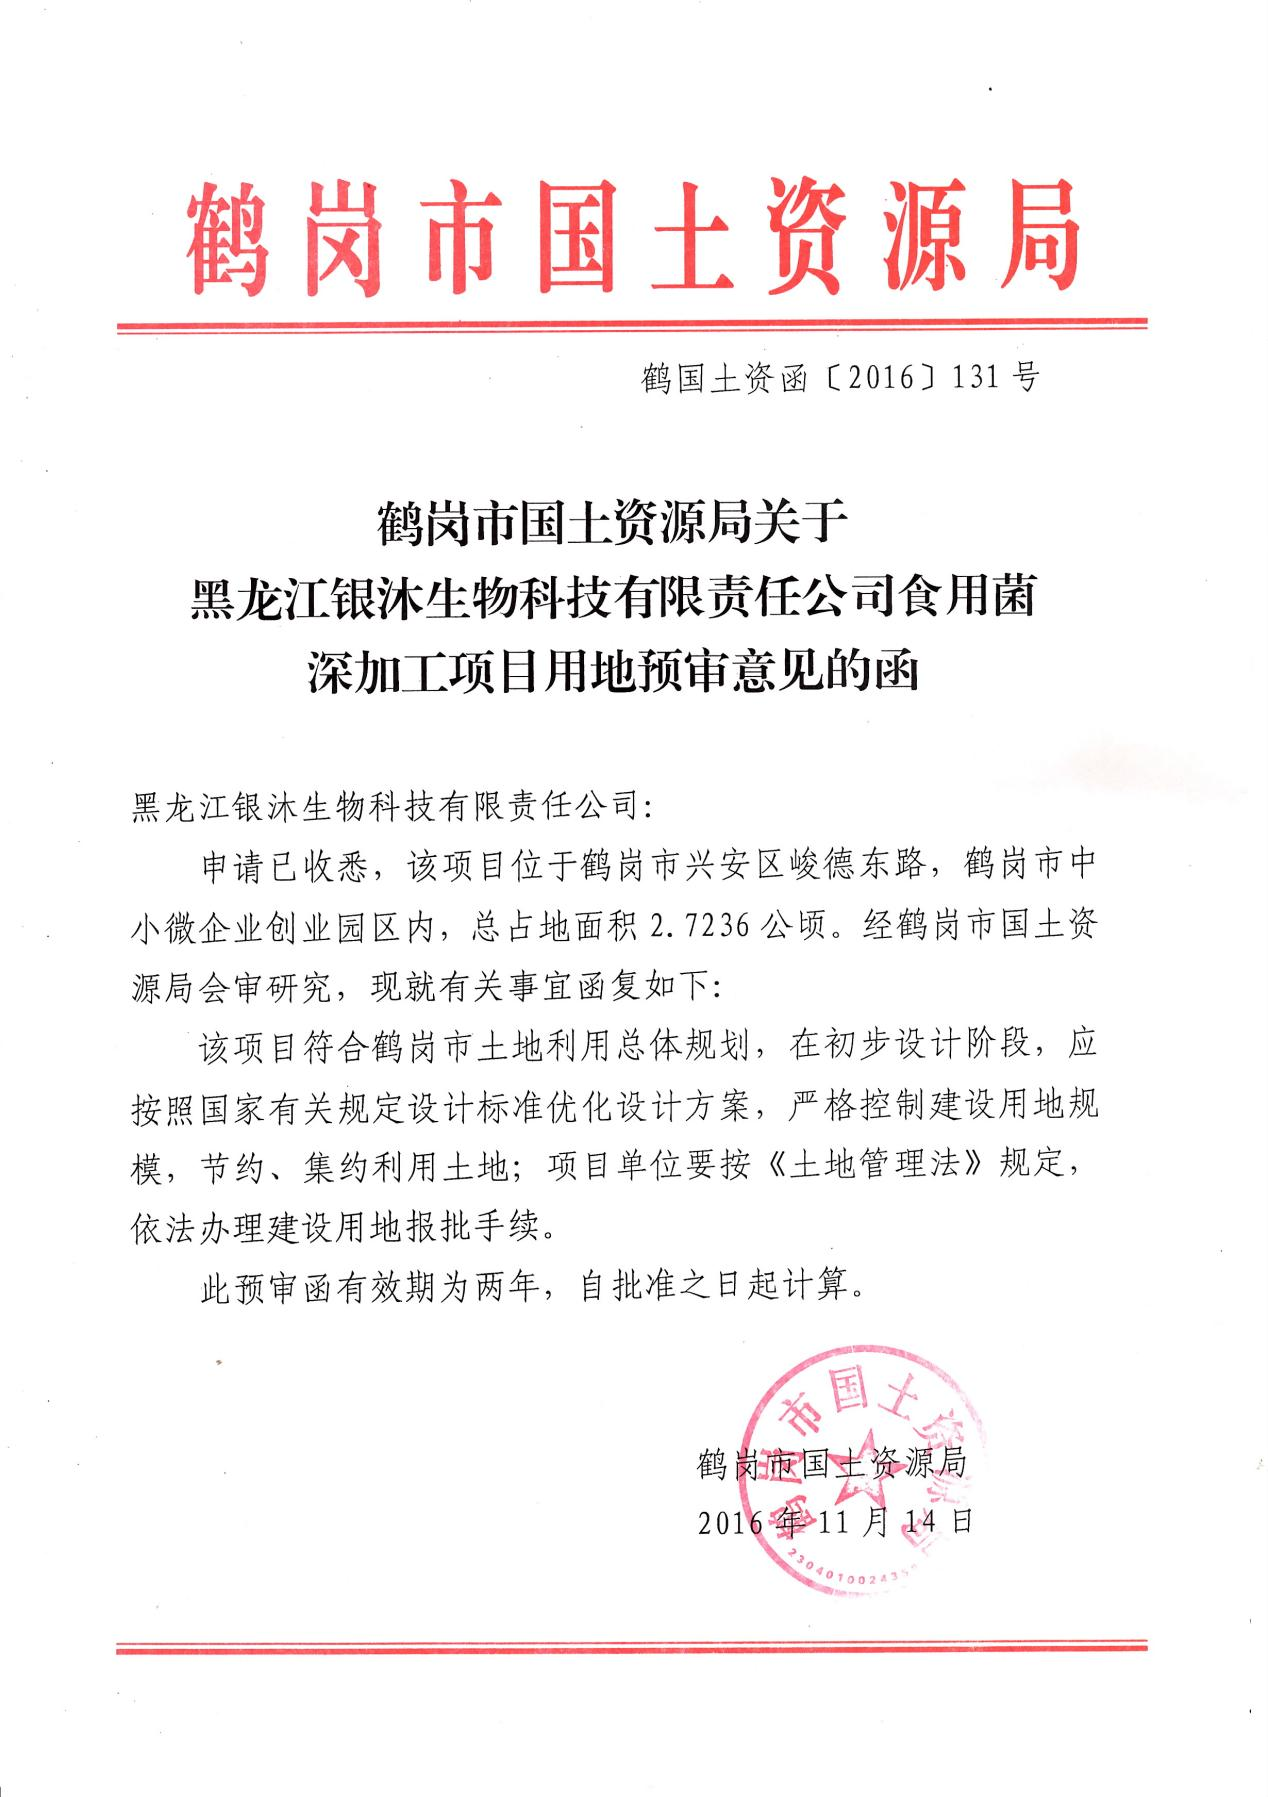 鹤岗市国土资源局
鹤国土资函〔2016〕131号
鹤岗市国土资源局关于
黑龙江银沐生物科技有限责任公司食用菌
深加工项目用地预审意见的函
黑龙江银沐生物科技有限责任公司：
申请已收悉，该项目位于鹤岗市兴安区峻德东路，鹤岗市中
小微企业创业园区内，总占地面积2.7236公顷。经鹤岗市国土资
源局会审研究，现就有关事宜函复如下：
该项目符合鹤岗市土地利用总体规划，在初步设计阶段，应
按照国家有关规定设计标准优化设计方案，严格控制建设用地规
模，节约、集约利用土地；项目单位要按《土地管理法》规定，
依法办理建设用地报批手续。
此预审函有效期为两年，自批准之日起计算。
鹤岗市国土资源局
2016年11月14日
鹤岗市国土资源局